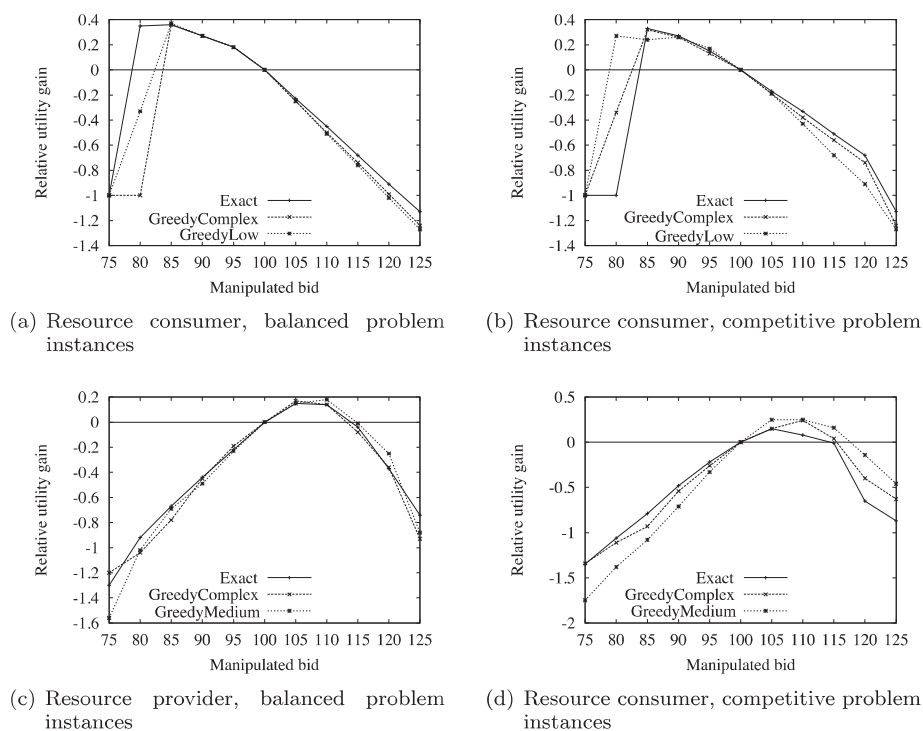 0.4
0.2
0
-0.2
-0.4
-0.6
-0.8
-1
-1.2
-1.4
Relative utility gain
Exact
GreedyComplex
GreedyLow
75 80 85 90 95 100 105 110 115 120 125
Manipulated bid
(a) Resource consumer, balanced problem
instances
0.4
0.2
0
-0.2
-0.4
-0.6
-0.8
-1
-1.2
-1.4
Relative utility gain
Exact
GreedyComplex
GreedyLow
75 80 85 90 95 100 105 110 115 120 125
Manipulated bid
(b) Resource consumer, competitive problem
instances
0.2
0
-0.2
-0.4
-0.6
-0.8
-1
-1.2
-1.4
-1.6
Relative utility gain
Exact
GreedyComplex
GreedyMedium
75 80 85 90 95 100 105 110 115 120 125
Manipulated bid
(c) Resource provider, balanced problem
instances
0.5
0
-0.5
-1
-1.5
-2
Relative utility gain
Exact
GreedyComplex
GreedyMedium
75 80 85 90 95 100 105 110 115 120 125
Manipulated bid
(d) Resource consumer, competitive problem
instances